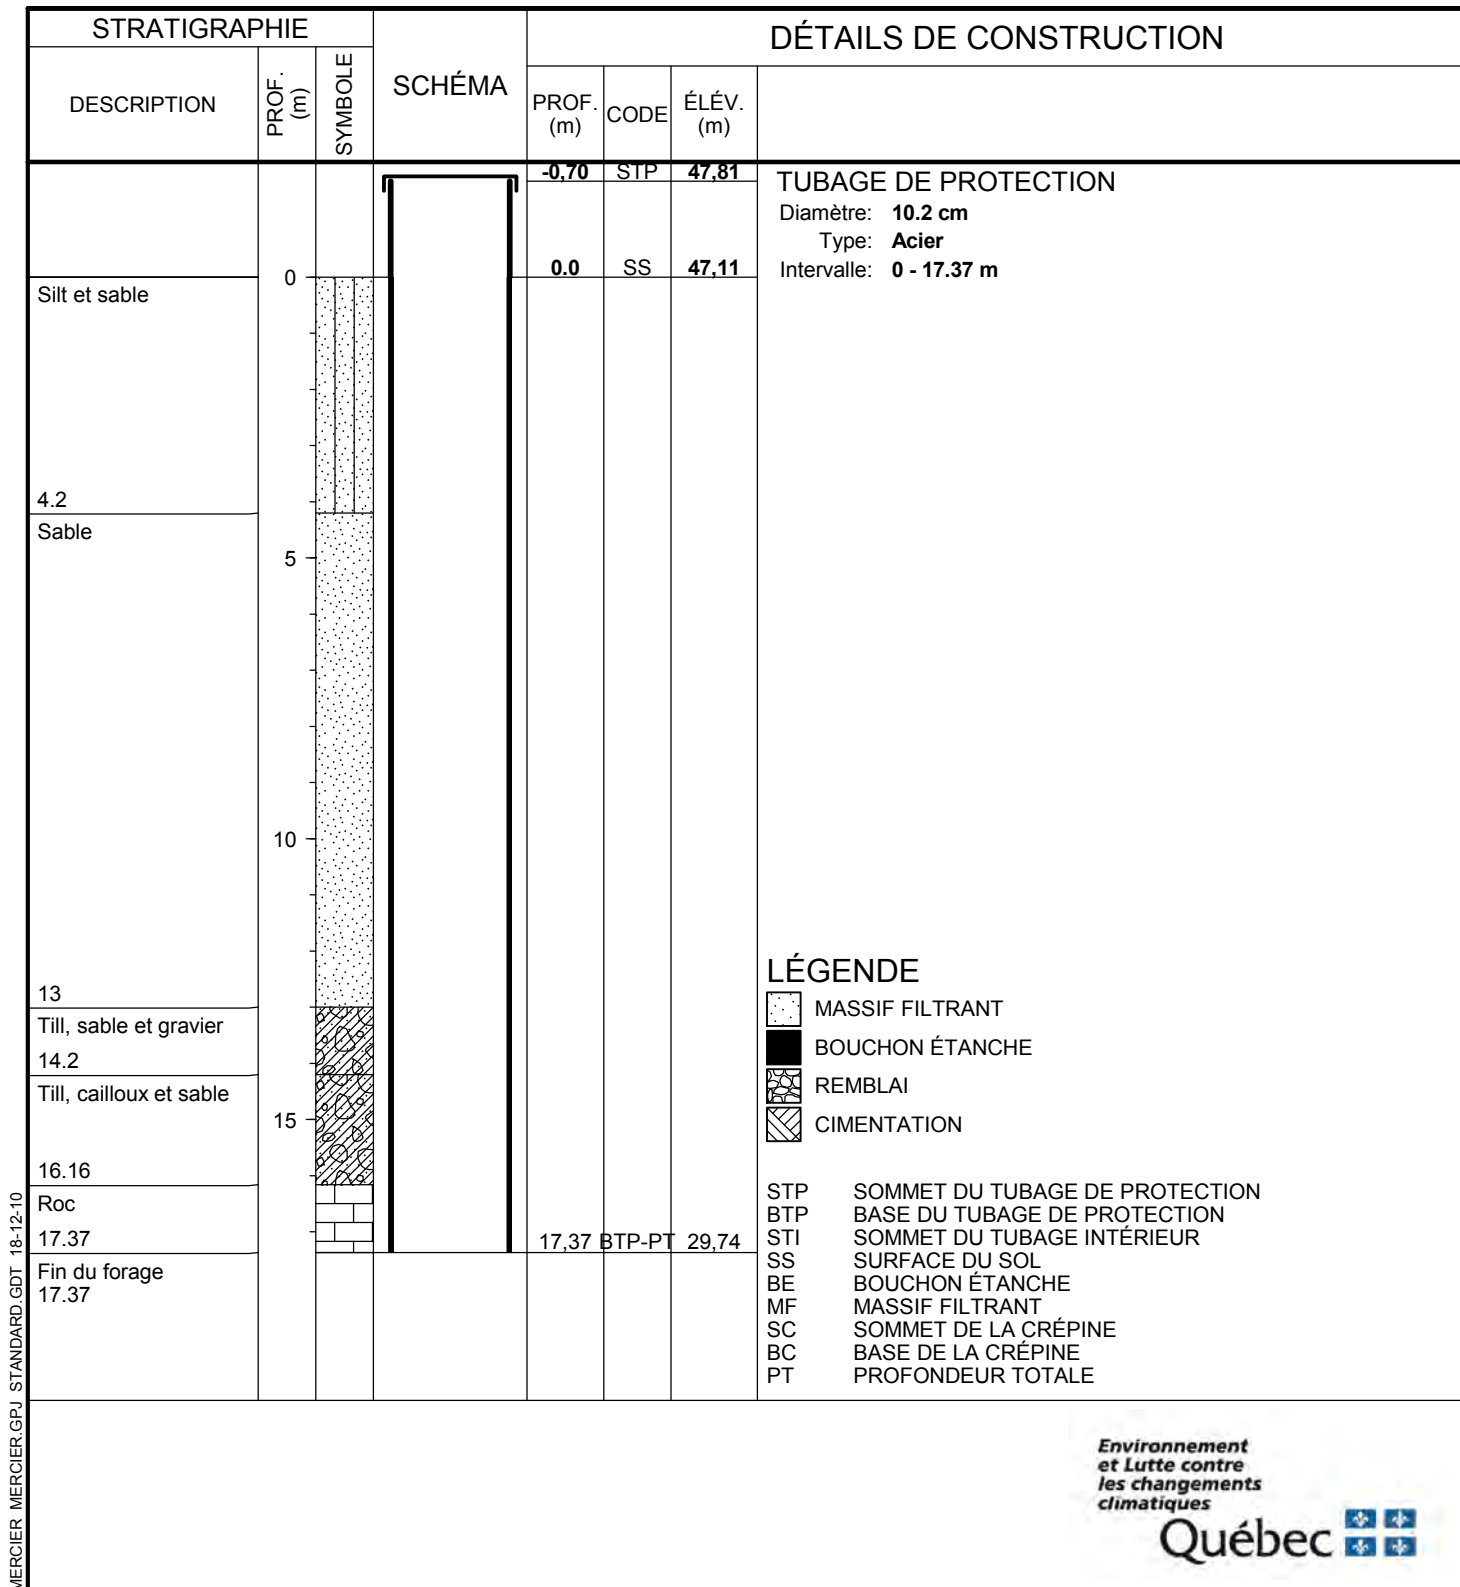 STRATIGRAPHIE
DESCRIPTION
PROF.
(m)
SYMBOLE
SCHÉMA
DÉTAILS DE CONSTRUCTION
PROF.
(m)
CODE
ÉLÉV.
(m)
-0,70 STP 47,81
TUBAGE DE PROTECTION
Diamètre: 10.2 cm
Type: Acier
Intervalle: 0 - 17.37 m
0.0 SS 47,11
0
Silt et sable
4.2
Sable
5
10
13
Till, sable et gravier
14.2
Till, cailloux et sable
15
16.16
Roc
17.37
17,37 BTP-PT 29,74
Fin du forage
17.37
LÉGENDE
MASSIF FILTRANT
BOUCHON ÉTANCHE
REMBLAI
CIMENTATION
STP SOMMET DU TUBAGE DE PROTECTION
BTP BASE DU TUBAGE DE PROTECTION
STI SOMMET DU TUBAGE INTÉRIEUR
SS SURFACE DU SOL
BE BOUCHON ÉTANCHE
MF MASSIF FILTRANT
SC SOMMET DE LA CRÉPINE
BC BASE DE LA CRÉPINE
PT PROFONDEUR TOTALE
MERCIER MERCIER.GPJ STANDARD.GDT 18-12-10
Environnement
et Lutte contre
les changements
climatiques
Québec